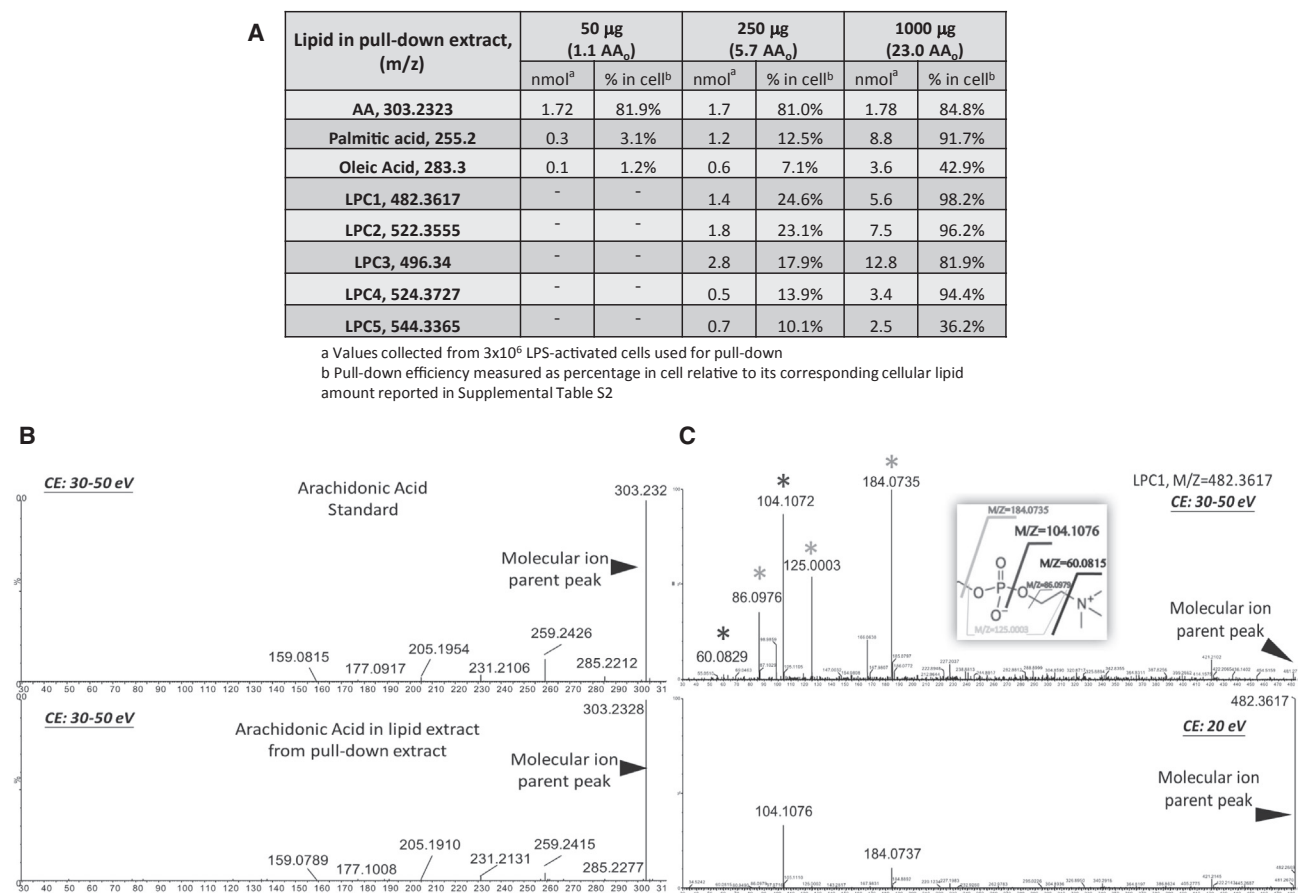 A
Lipid in pull-down extract, (m/z)
50 µg (1.1 AAo)
250 µg (5.7 AAo)
1000 µg (23.0 AAo)
nmola % in cellb nmola % in cellb nmola % in cellb
AA, 303.2323 1.72 81.9% 1.7 81.0% 1.78 84.8%
Palmitic acid, 255.2 0.3 3.1% 1.2 12.5% 8.8 91.7%
Oleic Acid, 283.3 0.1 1.2% 0.6 7.1% 3.6 42.9%
LPC1, 482.3617 - - 1.4 24.6% 5.6 98.2%
LPC2, 522.3555 - - 1.8 23.1% 7.5 96.2%
LPC3, 496.34 - - 2.8 17.9% 12.8 81.9%
LPC4, 524.3727 - - 0.5 13.9% 3.4 94.4%
LPC5, 544.3365 - - 0.7 10.1% 2.5 36.2%
a Values collected from 3x10⁶ LPS-activated cells used for pull-down
b Pull-down efficiency measured as percentage in cell relative to its corresponding cellular lipid
amount reported in Supplemental Table S2
B
CE: 30-50 eV
Arachidonic Acid
Standard
303.232
Molecular ion
parent peak
159.0815
177.0917
205.1954
231.2106
259.2426
285.2212
30 40 50 60 70 80 90 100 110 120 130 140 150 160 170 180 190 200 210 220 230 240 250 260 270 280 290 300 31
CE: 30-50 eV
Arachidonic Acid in lipid extract
from pull-down extract
303.2328
Molecular ion
parent peak
159.0789
177.1008
205.1910
231.2131
259.2415
285.2277
30 40 50 60 70 80 90 100 110 120 130 140 150 160 170 180 190 200 210 220 230 240 250 260 270 280 290 300 31
C
LPC1, M/Z=482.3617
CE: 30-50 eV
*
184.0735
*
104.1072
*
125.0003
*
86.0976
*
60.0829
M/Z=184.0735
M/Z=104.1076
M/Z=60.0815
M/Z=86.0979
M/Z=125.0003
O
O P O
O-
N+
Molecular ion
parent peak
482.3617
CE: 20 eV
Molecular ion
parent peak
104.1076
184.0737